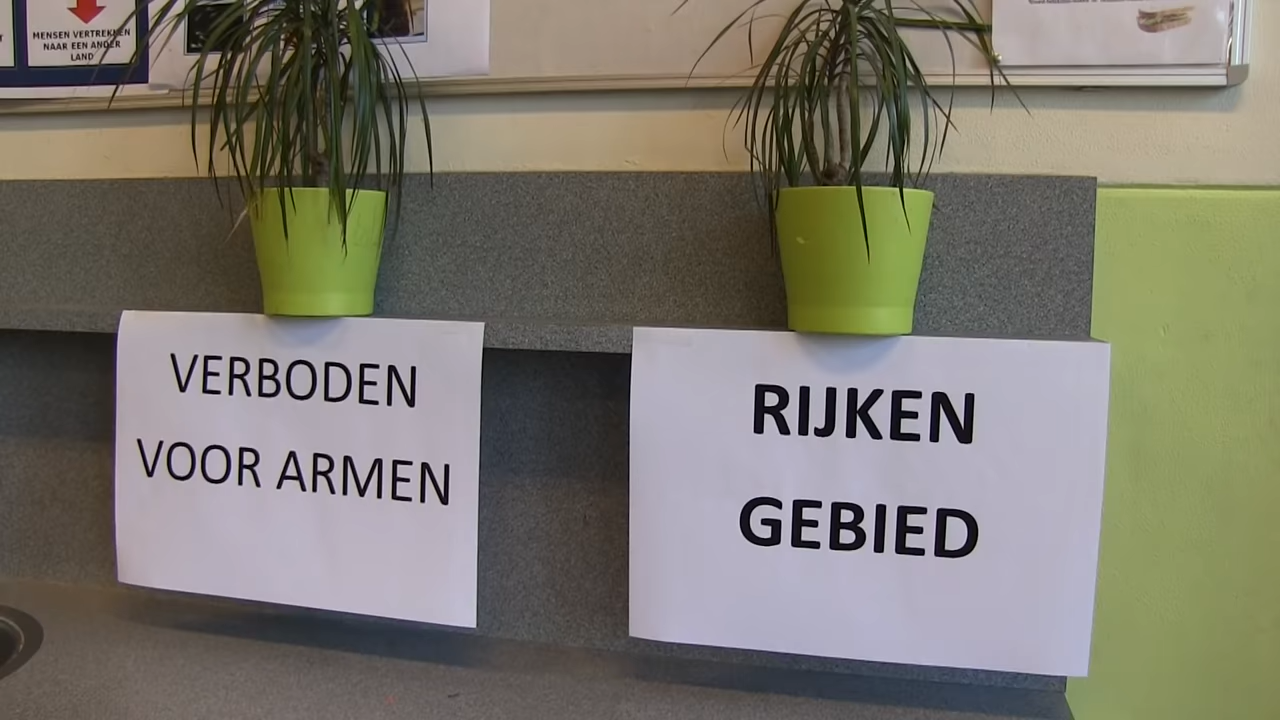 MENSEN VERTREKKEN
NAAR EEN ANDER
LAND
VERBODEN
VOOR ARMEN
RIJKEN
GEBIED